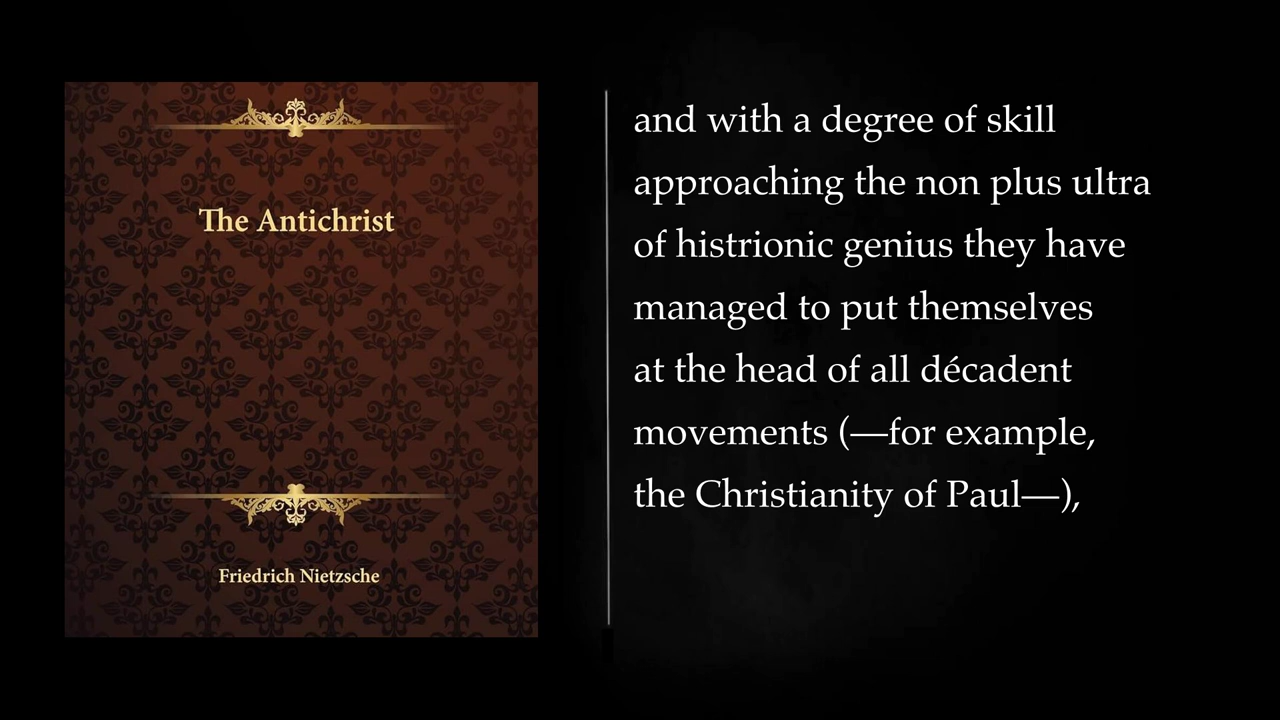 The Antichrist
Friedrich Nietzsche
and with a degree of skill
approaching the non plus ultra
of histrionic genius they have
managed to put themselves
at the head of all décadent
movements (—for example,
the Christianity of Paul—),